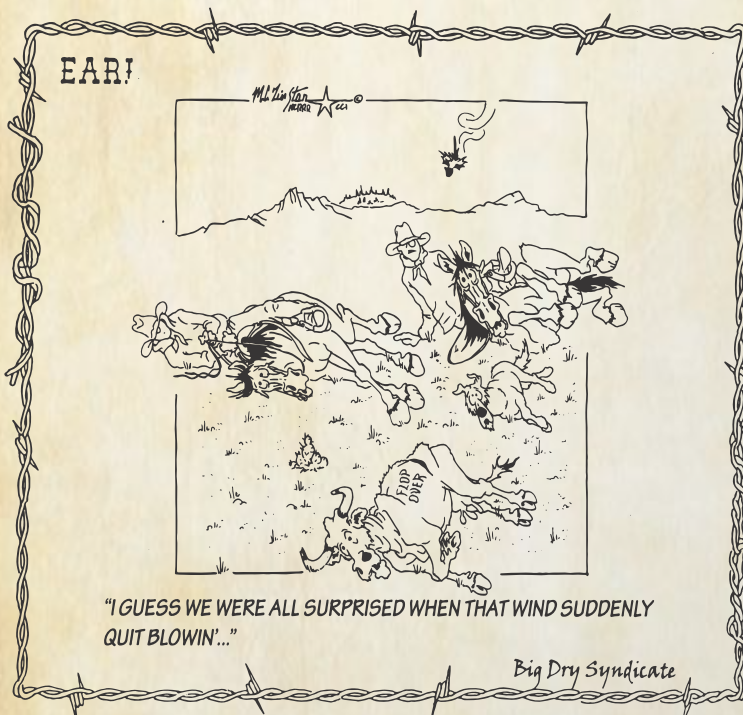 EAR!
©
FLOP
OVER
"I GUESS WE WERE ALL SURPRISED WHEN THAT WIND SUDDENLY
QUIT BLOWIN'..."
Big Dry Syndicate